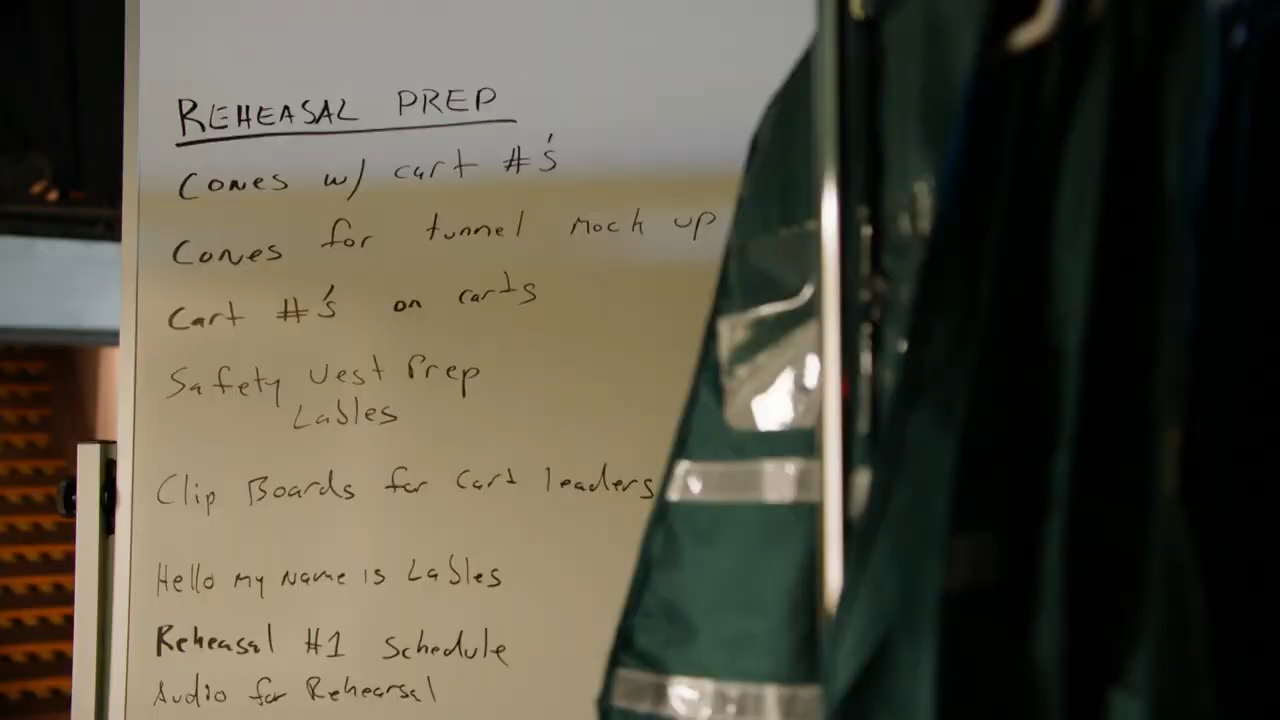 REHEASAL PREP
Cones w/ cart #'s
Cones for tunnel mock up
Cart #'s on carts
Safety Vest Prep
Lables
Clip Boards for Cart leaders
Hello my name is Lables
Reheasal #1 Schedule
Audio for Rehearsal